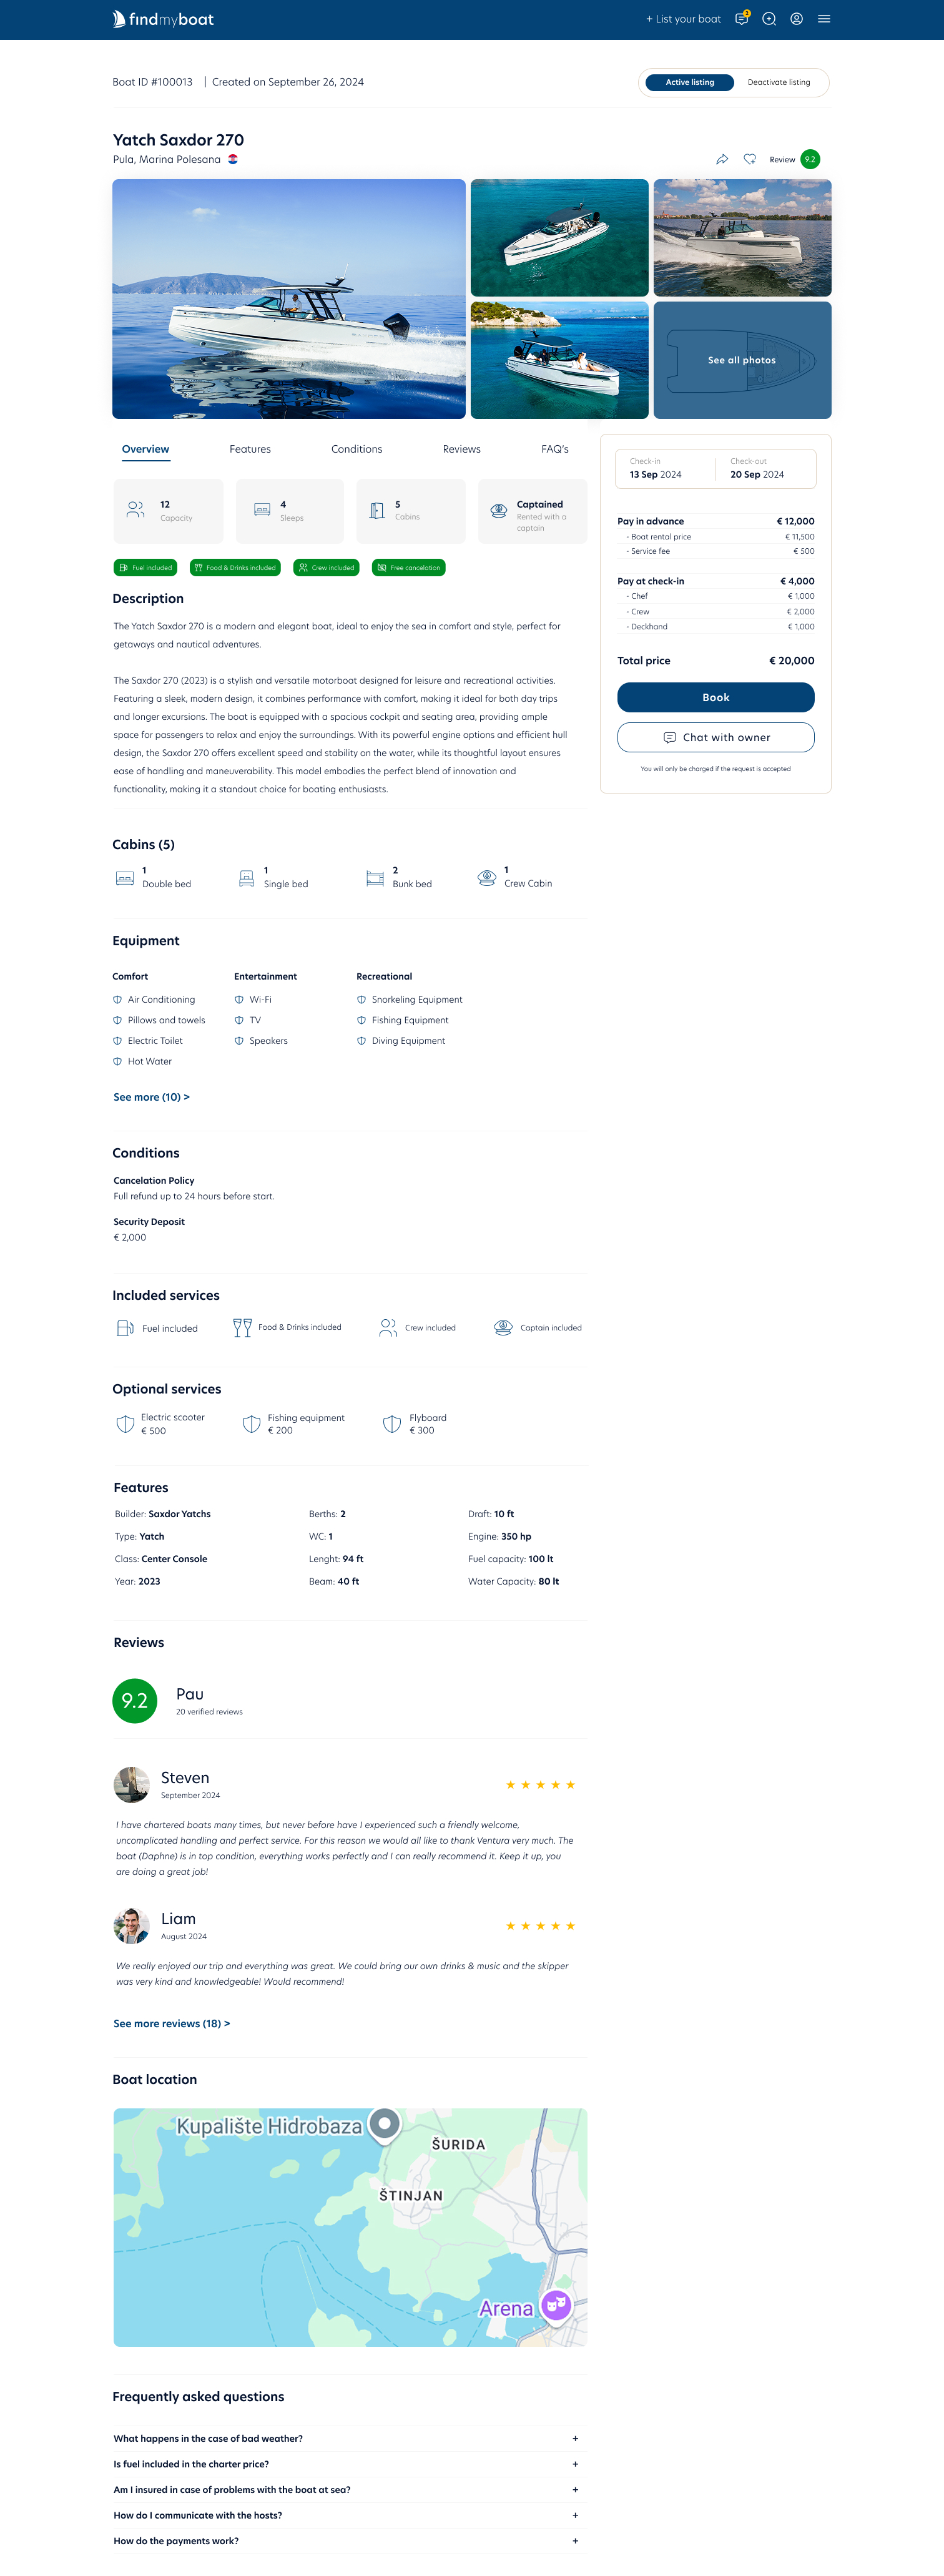 findmyboat
+ List your boat
Boat ID #100013 | Created on September 26, 2024
Active listing
Deactivate listing
Yatch Saxdor 270
Pula, Marina Polesana
Review 9.2
See all photos
Overview
Features
Conditions
Reviews
FAQ's
12
Capacity
4
Sleeps
5
Cabins
Captained
Rented with a
captain
Fuel included
Food & Drinks included
Crew included
Free cancelation
Check-in
13 Sep 2024
Check-out
20 Sep 2024
Pay in advance € 12,000
- Boat rental price € 11,500
- Service fee € 500
Pay at check-in € 4,000
- Chef € 1,000
- Crew € 2,000
- Deckhand € 1,000
Total price € 20,000
Book
Chat with owner
You will only be charged if the request is accepted
Description
The Yatch Saxdor 270 is a modern and elegant boat, ideal to enjoy the sea in comfort and style, perfect for
getaways and nautical adventures.
The Saxdor 270 (2023) is a stylish and versatile motorboat designed for leisure and recreational activities.
Featuring a sleek, modern design, it combines performance with comfort, making it ideal for both day trips
and longer excursions. The boat is equipped with a spacious cockpit and seating area, providing ample
space for passengers to relax and enjoy the surroundings. With its powerful engine options and efficient hull
design, the Saxdor 270 offers excellent speed and stability on the water, while its thoughtful layout ensures
ease of handling and maneuverability. This model embodies the perfect blend of innovation and
functionality, making it a standout choice for boating enthusiasts.
Cabins (5)
1
Double bed
1
Single bed
2
Bunk bed
1
Crew Cabin
Equipment
Comfort
Air Conditioning
Pillows and towels
Electric Toilet
Hot Water
Entertainment
Wi-Fi
TV
Speakers
Recreational
Snorkeling Equipment
Fishing Equipment
Diving Equipment
See more (10) >
Conditions
Cancelation Policy
Full refund up to 24 hours before start.
Security Deposit
€ 2,000
Included services
Fuel included
Food & Drinks included
Crew included
Captain included
Optional services
Electric scooter
€ 500
Fishing equipment
€ 200
Flyboard
€ 300
Features
Builder: Saxdor Yatchs
Type: Yatch
Class: Center Console
Year: 2023
Berths: 2
WC: 1
Lenght: 94 ft
Beam: 40 ft
Draft: 10 ft
Engine: 350 hp
Fuel capacity: 100 lt
Water Capacity: 80 lt
Reviews
9.2
Pau
20 verified reviews
Steven
September 2024
I have chartered boats many times, but never before have I experienced such a friendly welcome,
uncomplicated handling and perfect service. For this reason we would all like to thank Ventura very much. The
boat (Daphne) is in top condition, everything works perfectly and I can really recommend it. Keep it up, you
are doing a great job!
Liam
August 2024
We really enjoyed our trip and everything was great. We could bring our own drinks & music and the skipper
was very kind and knowledgeable! Would recommend!
See more reviews (18) >
Boat location
Kupalište Hidrobaza
ŠURIDA
ŠTINJAN
Arena
Frequently asked questions
What happens in the case of bad weather? +
Is fuel included in the charter price? +
Am I insured in case of problems with the boat at sea? +
How do I communicate with the hosts? +
How do the payments work? +